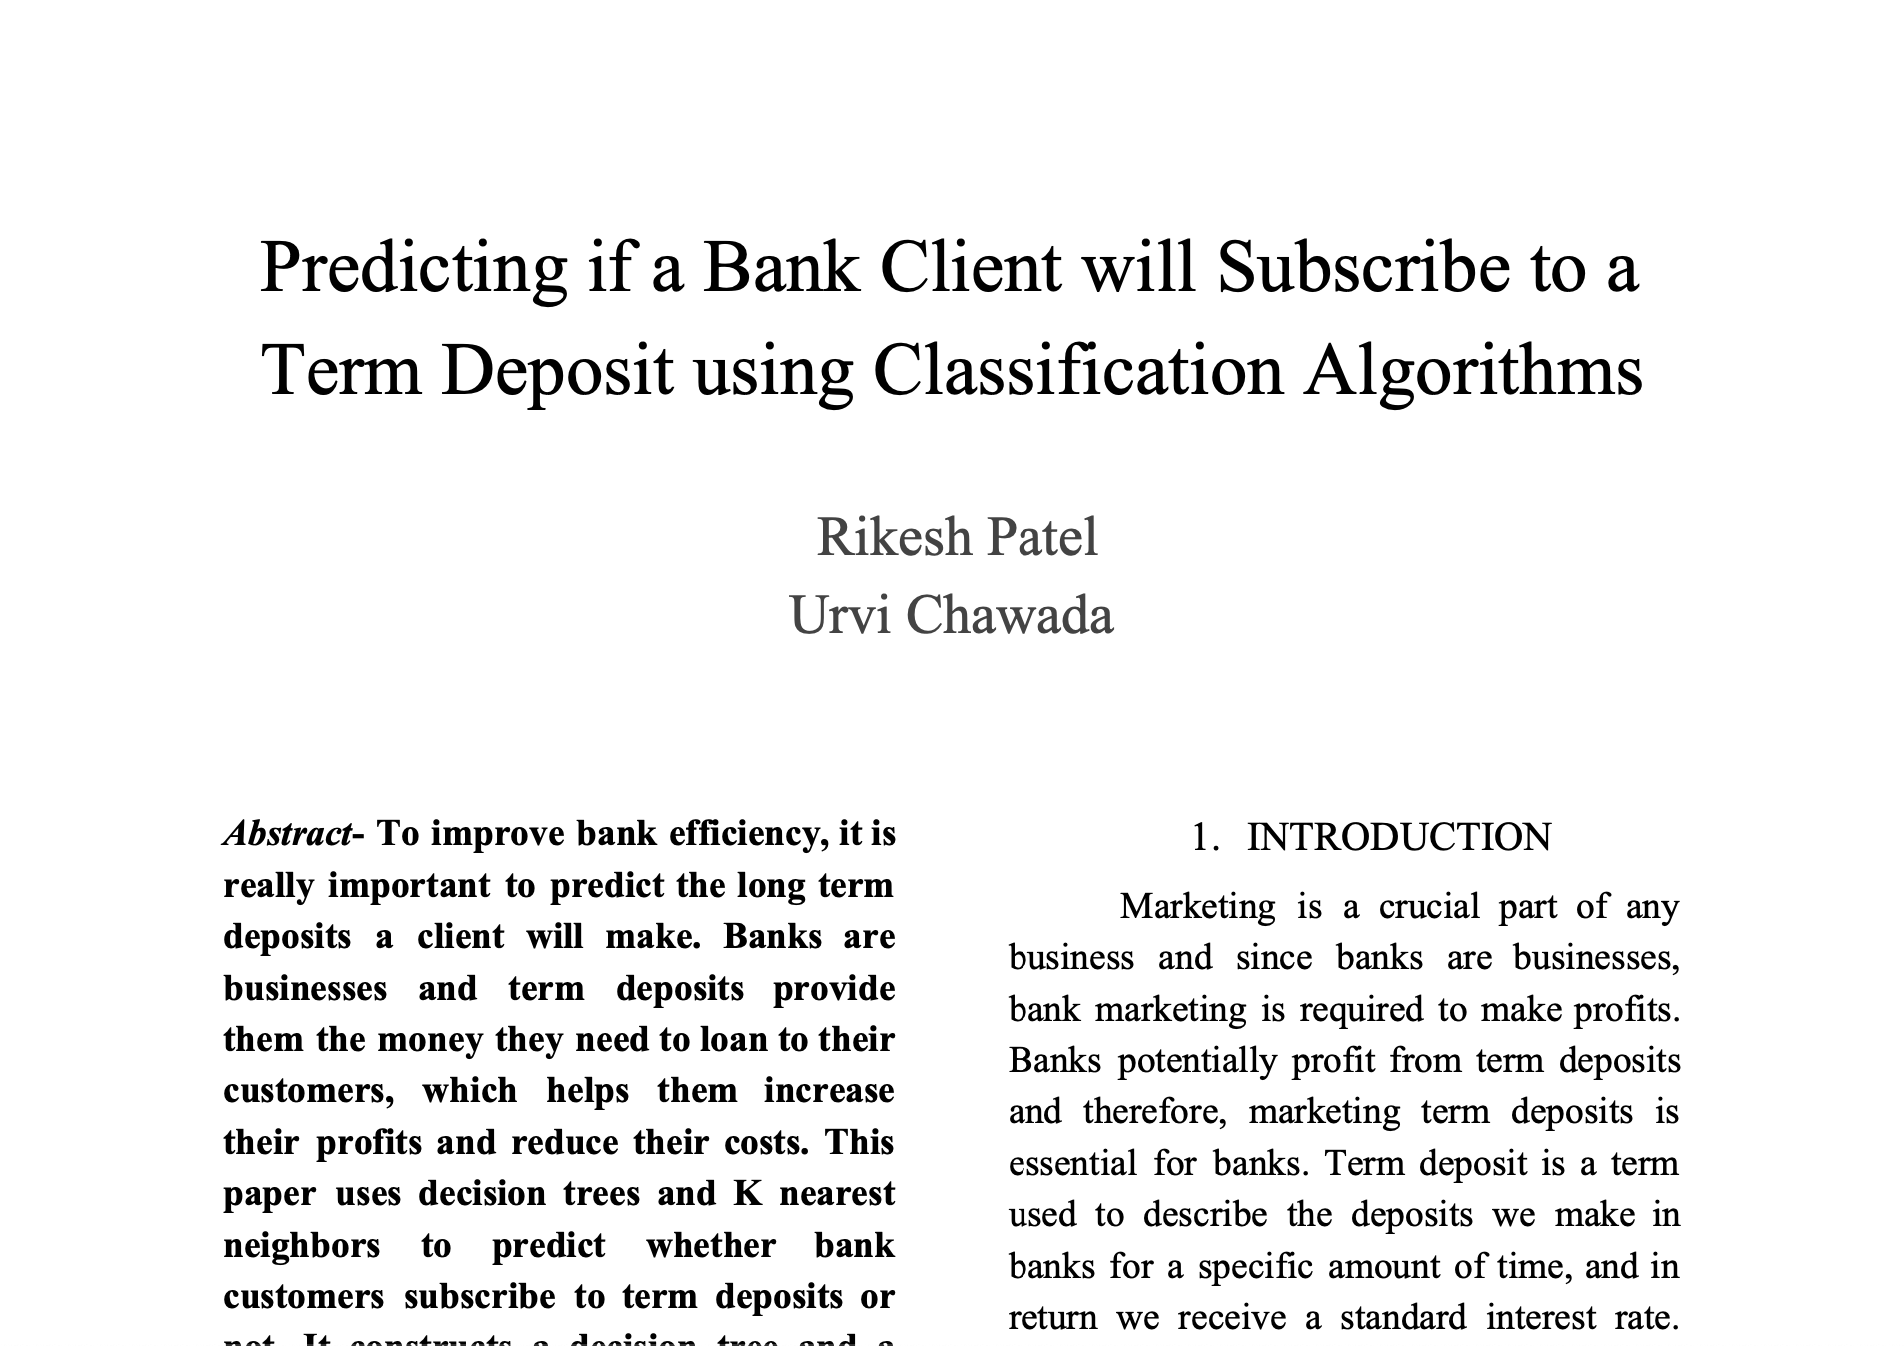 Predicting if a Bank Client will Subscribe to a
Term Deposit using Classification Algorithms
Rikesh Patel
Urvi Chawada
Abstract- To improve bank efficiency, it is
really important to predict the long term
deposits a client will make. Banks are
businesses and term deposits provide
them the money they need to loan to their
customers, which helps them increase
their profits and reduce their costs. This
paper uses decision trees and K nearest
neighbors to predict whether bank
customers subscribe to term deposits or
not. It constructs a decision tree and a
1. INTRODUCTION
Marketing is a crucial part of any
business and since banks are businesses,
bank marketing is required to make profits.
Banks potentially profit from term deposits
and therefore, marketing term deposits is
essential for banks. Term deposit is a term
used to describe the deposits we make in
banks for a specific amount of time, and in
return we receive a standard interest rate.